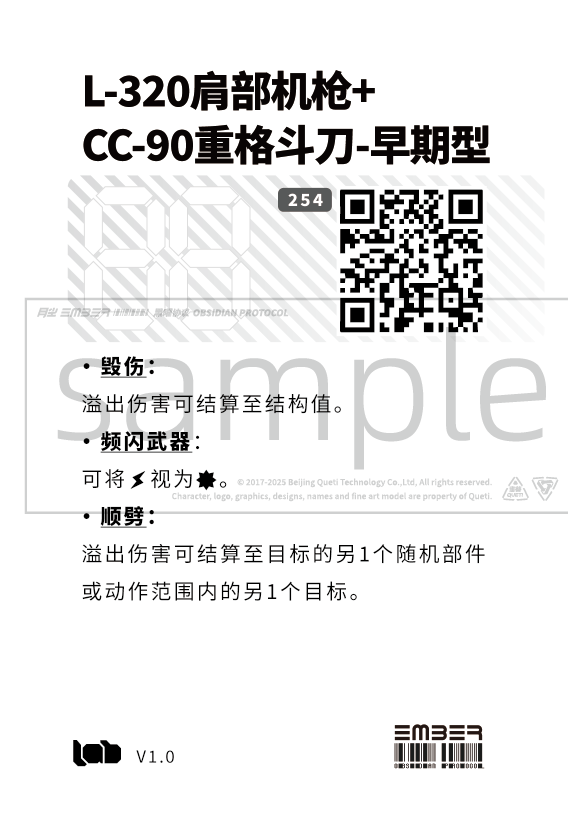 L-320肩部机枪+
CC-90重格斗刀-早期型
254
EMBER
OBSIDIAN PROTOCOL
sample
• 毁伤：
溢出伤害可结算至结构值。
• 频闪武器：
可将视为。
© 2017-2025 Beijing Queti Technology Co.,Ltd, All rights reserved.
Character, logo, graphics, designs, names and fine art model are property of Queti.
QUETI
• 顺劈：
溢出伤害可结算至目标的另1个随机部件
或动作范围内的另1个目标。
lab
V1.0
EMBER